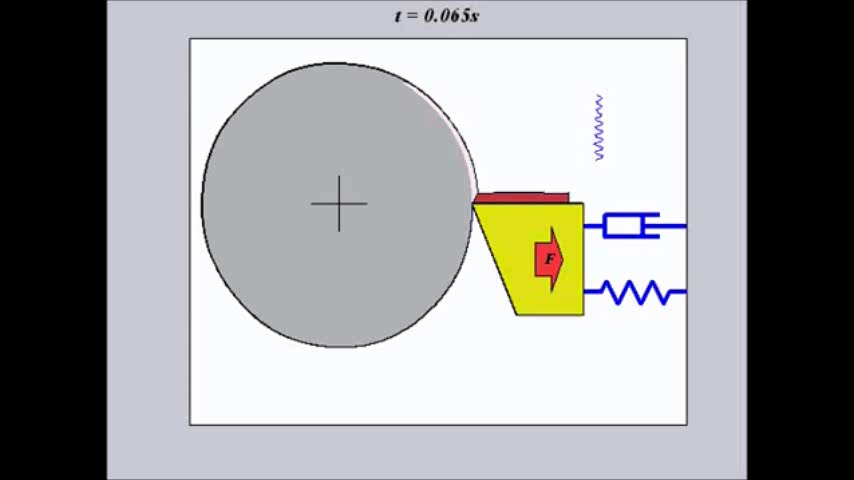 t = 0.065s
F